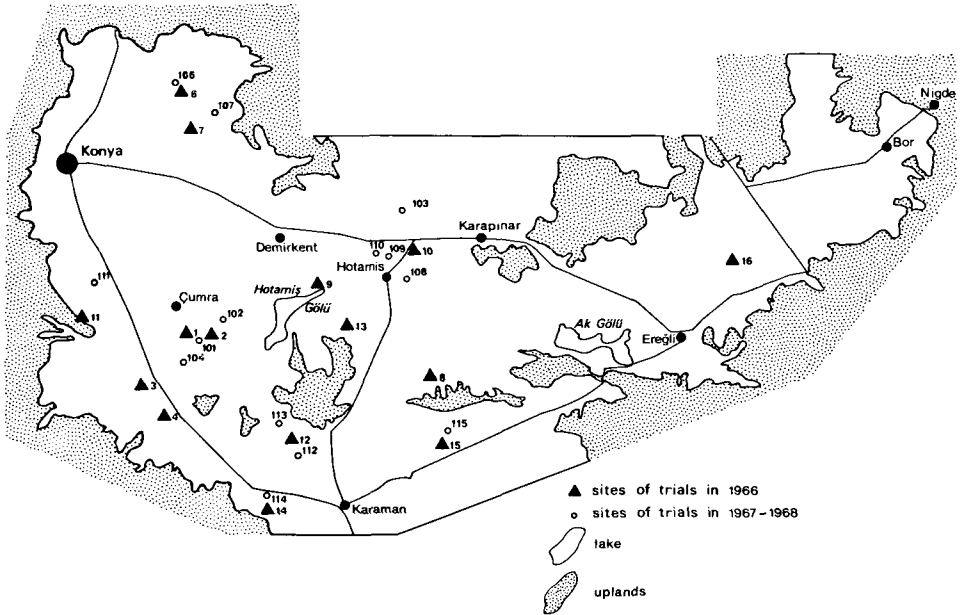 106
6
107
7
Nigde
Bor
Konya
103
Karapınar
110
109
10
Demirkent
Hotamis
108
16
111
Hotamiş
Gölü
9
Çumra
102
11
1
2
101
13
Ak Gölü
Ereğli
104
3
8
4
113
115
12
15
112
114
14
Karaman
sites of trials in 1966
sites of trials in 1967-1968
lake
uplands